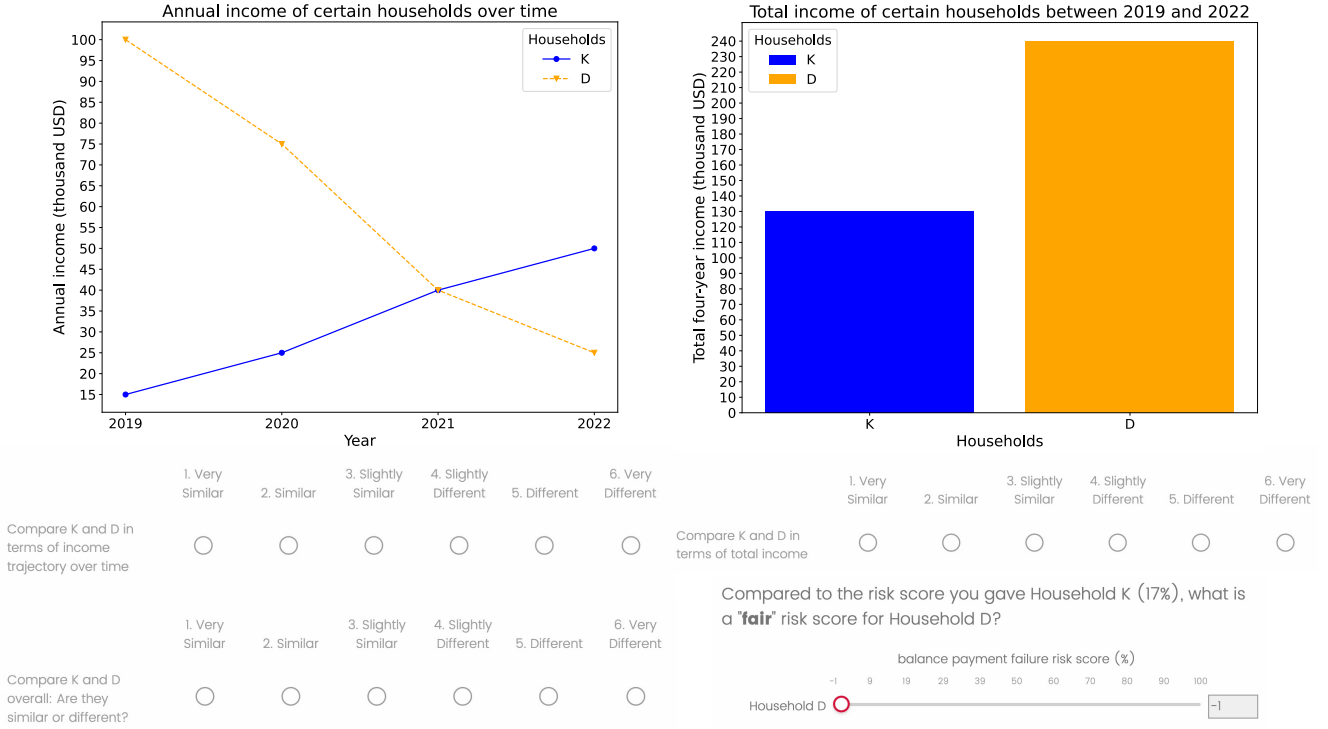 Annual income of certain households over time
Annual income (thousand USD)
100
95
90
85
80
75
70
65
60
55
50
45
40
35
30
25
20
15
Households
K
D
2019
2020
2021
2022
Year
Total income of certain households between 2019 and 2022
Total four-year income (thousand USD)
240
230
220
210
200
190
180
170
160
150
140
130
120
110
100
90
80
70
60
50
40
30
20
10
0
Households
K
D
K
D
Households
1. Very Similar
2. Similar
3. Slightly Similar
4. Slightly Different
5. Different
6. Very Different
Compare K and D in
terms of income
trajectory over time
1. Very Similar
2. Similar
3. Slightly Similar
4. Slightly Different
5. Different
6. Very Different
Compare K and D in
terms of total income
1. Very Similar
2. Similar
3. Slightly Similar
4. Slightly Different
5. Different
6. Very Different
Compare K and D
overall: Are they
similar or different?
Compared to the risk score you gave Household K (17%), what is
a "fair" risk score for Household D?
balance payment failure risk score (%)
-1 9 19 29 39 50 60 70 80 90 100
Household D
-1